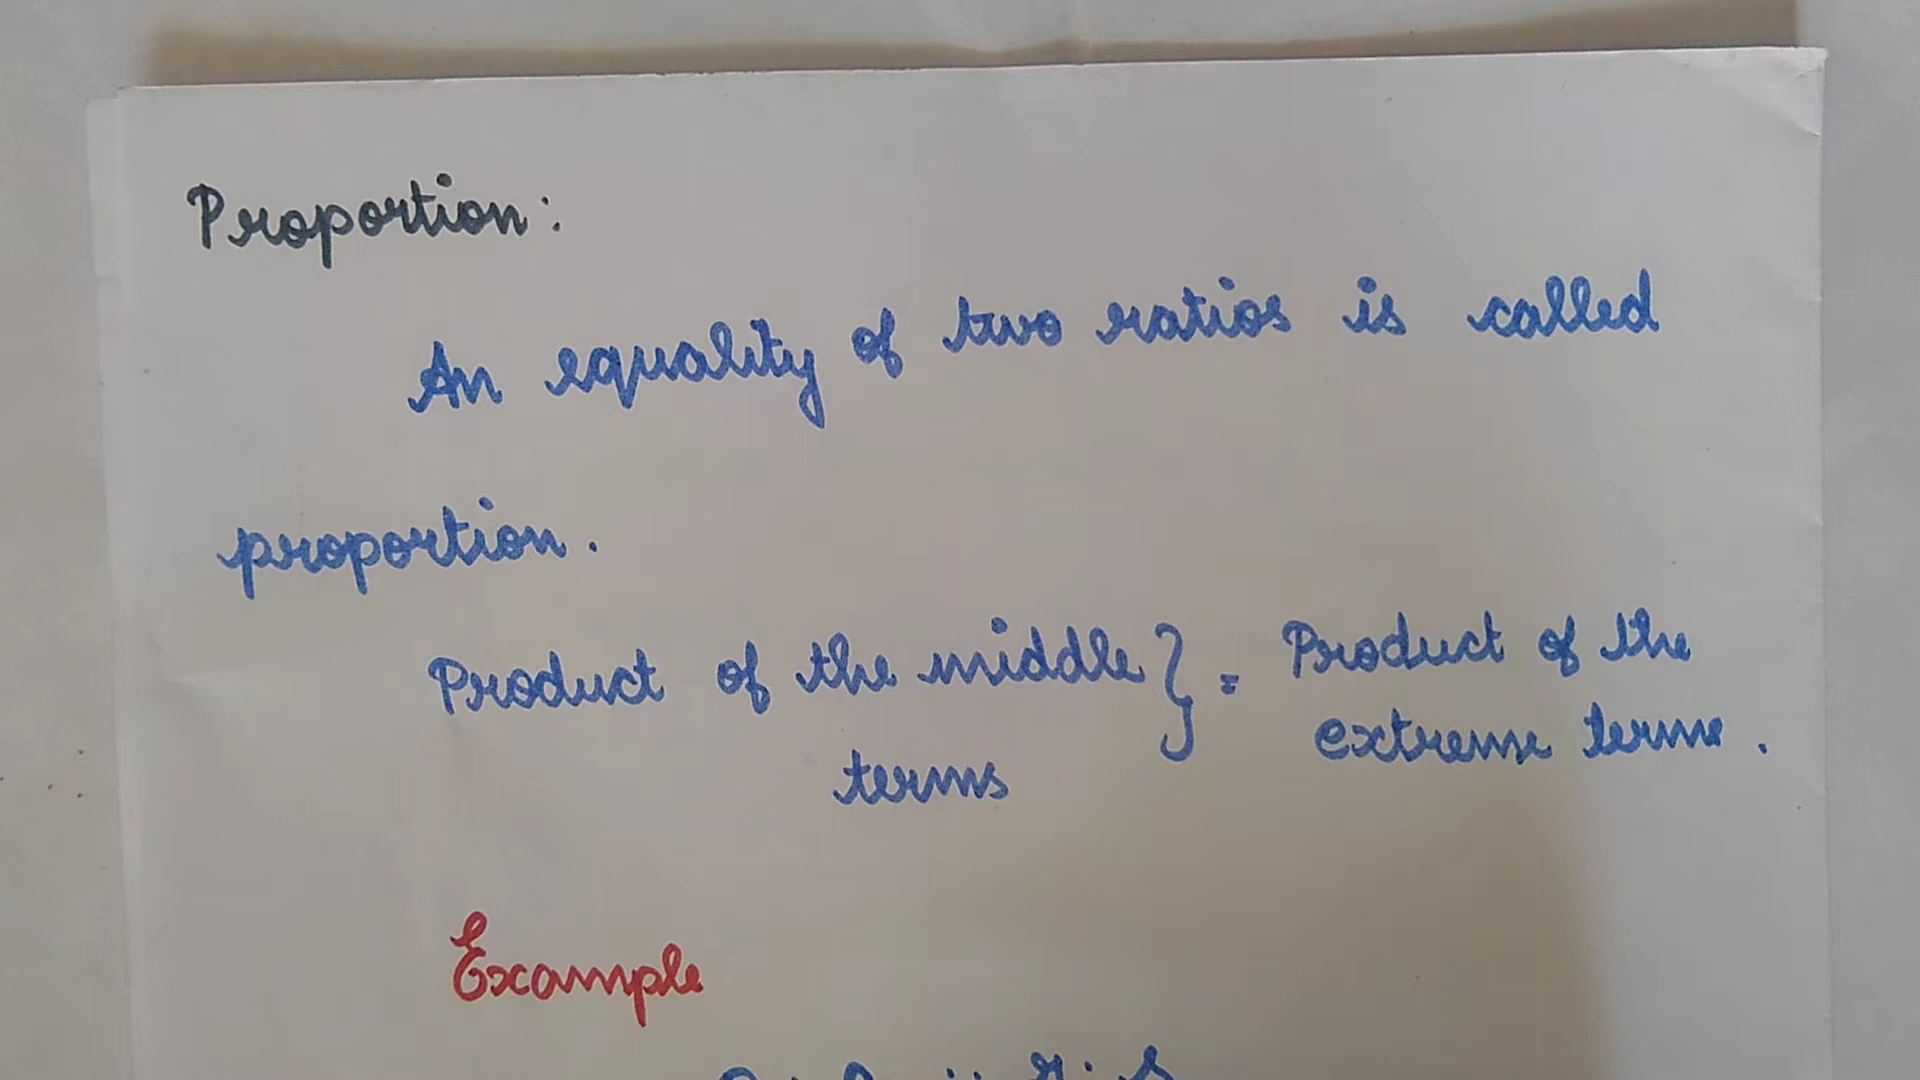 Proportion:
An equality of two ratios is called
proportion.
Product of the middle } = Product of the
terms extreme terms.
Example